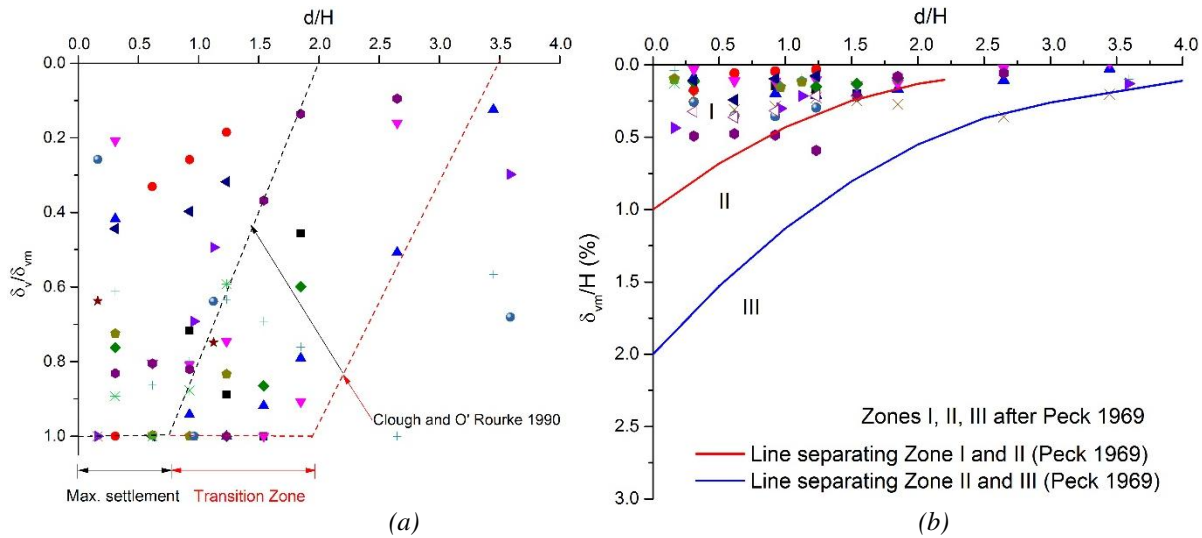 d/H
0.0 0.5 1.0 1.5 2.0 2.5 3.0 3.5 4.0
0.0
0.2
0.4
0.6
0.8
1.0
δv/δvm
Clough and O' Rourke 1990
Max. settlement Transition Zone
(a)
d/H
0.0 0.5 1.0 1.5 2.0 2.5 3.0 3.5 4.0
0.0
0.5
1.0
1.5
2.0
2.5
3.0
δvm/H (%)
I
II
III
Zones I, II, III after Peck 1969
Line separating Zone I and II (Peck 1969)
Line separating Zone II and III (Peck 1969)
(b)